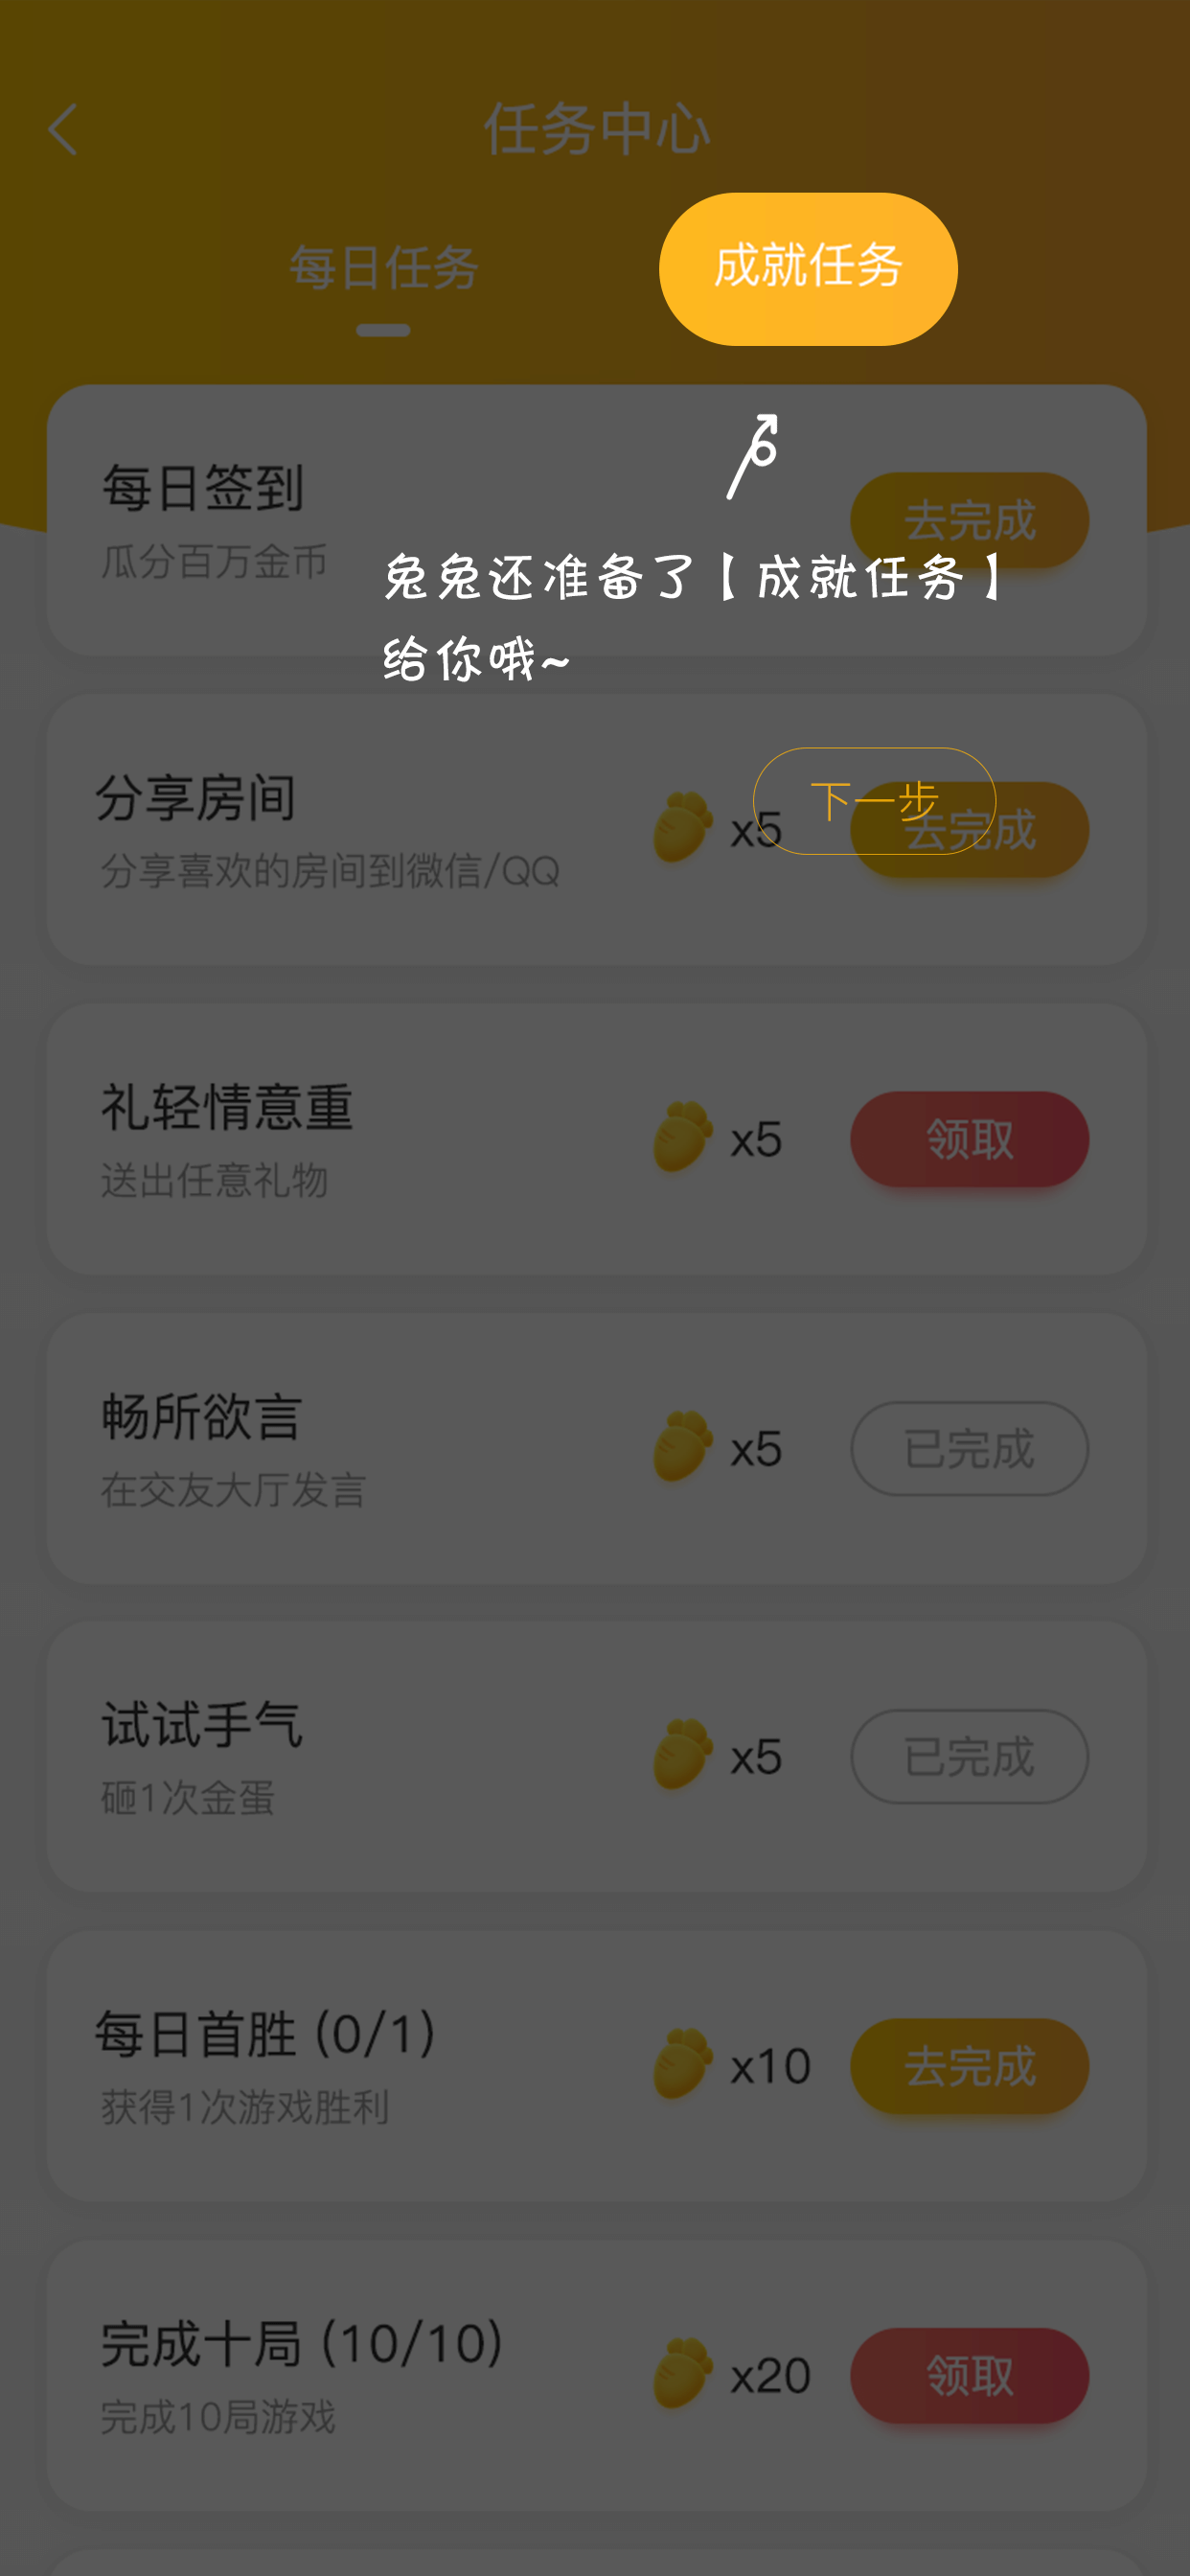 任务中心
每日任务
成就任务
每日签到
瓜分百万金币
去完成
兔兔还准备了【成就任务】
给你哦~
分享房间
分享喜欢的房间到微信/QQ
x5
下一步
去完成
礼轻情意重
送出任意礼物
x5
领取
畅所欲言
在交友大厅发言
x5
已完成
试试手气
砸1次金蛋
x5
已完成
每日首胜 (0/1)
获得1次游戏胜利
x10
去完成
完成十局 (10/10)
完成10局游戏
x20
领取